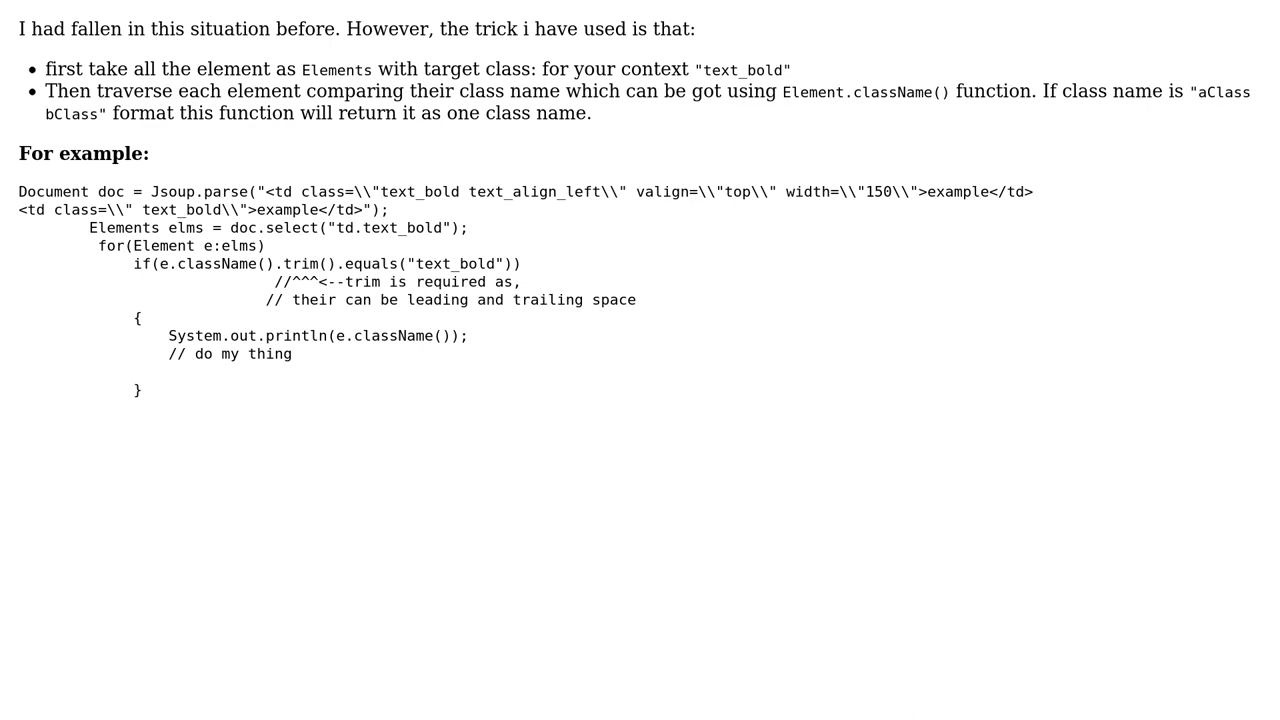 I had fallen in this situation before. However, the trick i have used is that:
• first take all the element as Elements with target class: for your context "text_bold"
• Then traverse each element comparing their class name which can be got using Element.className() function. If class name is "aClass
bClass" format this function will return it as one class name.
For example:
Document doc = Jsoup.parse("<td class=\\"text_bold text_align_left\\" valign=\\"top\\" width=\\"150\\">example</td>
<td class=\\" text_bold\\">example</td>");
        Elements elms = doc.select("td.text_bold");
         for(Element e:elms)
             if(e.className().trim().equals("text_bold"))
                             //^^^<--trim is required as,
                            // their can be leading and trailing space
             {
                 System.out.println(e.className());
                 // do my thing
             }